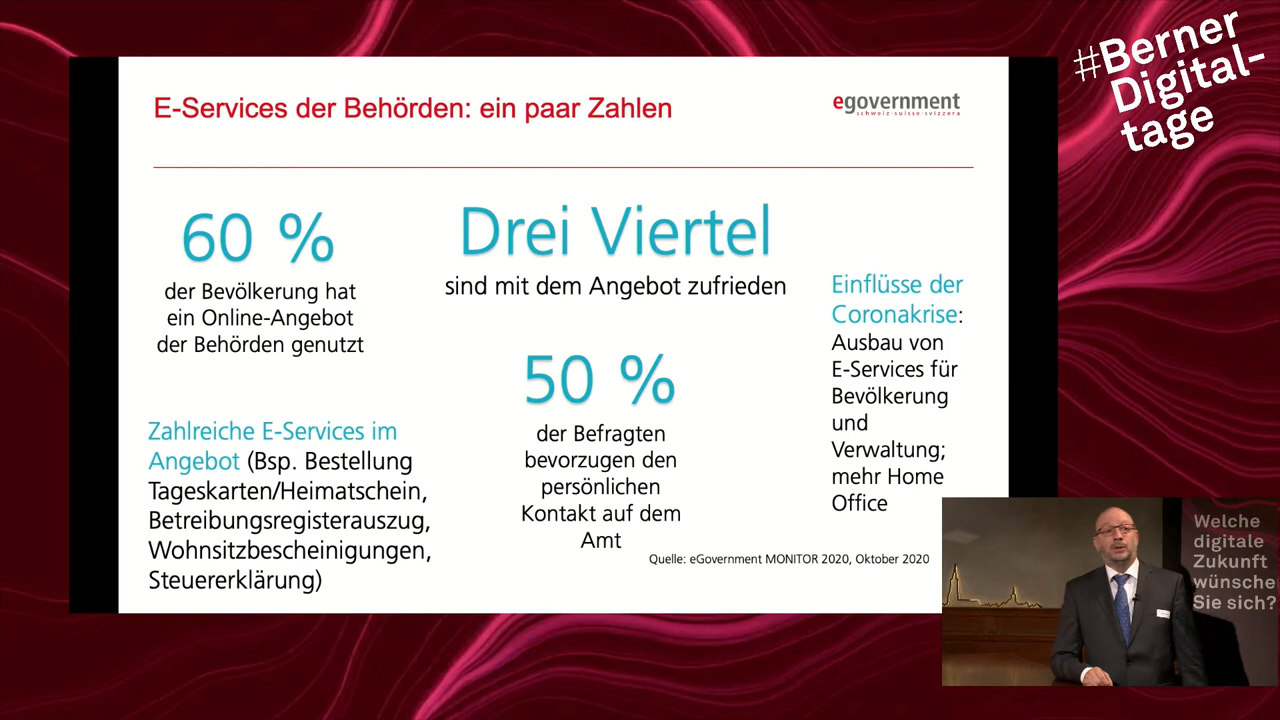 #Berner
Digital-
tage
E-Services der Behörden: ein paar Zahlen
egovernment
schweiz·suisse·svizzera
60 %
der Bevölkerung hat
ein Online-Angebot
der Behörden genutzt
Drei Viertel
sind mit dem Angebot zufrieden
50 %
der Befragten
bevorzugen den
persönlichen
Kontakt auf dem
Amt
Einflüsse der
Coronakrise:
Ausbau von
E-Services für
Bevölkerung
und
Verwaltung;
mehr Home
Office
Zahlreiche E-Services im
Angebot (Bsp. Bestellung
Tageskarten/Heimatschein,
Betreibungsregisterauszug,
Wohnsitzbescheinigungen,
Steuererklärung)
Quelle: eGovernment MONITOR 2020, Oktober 2020
Welche
digitale
Zukunft
wünsche
Sie sich?